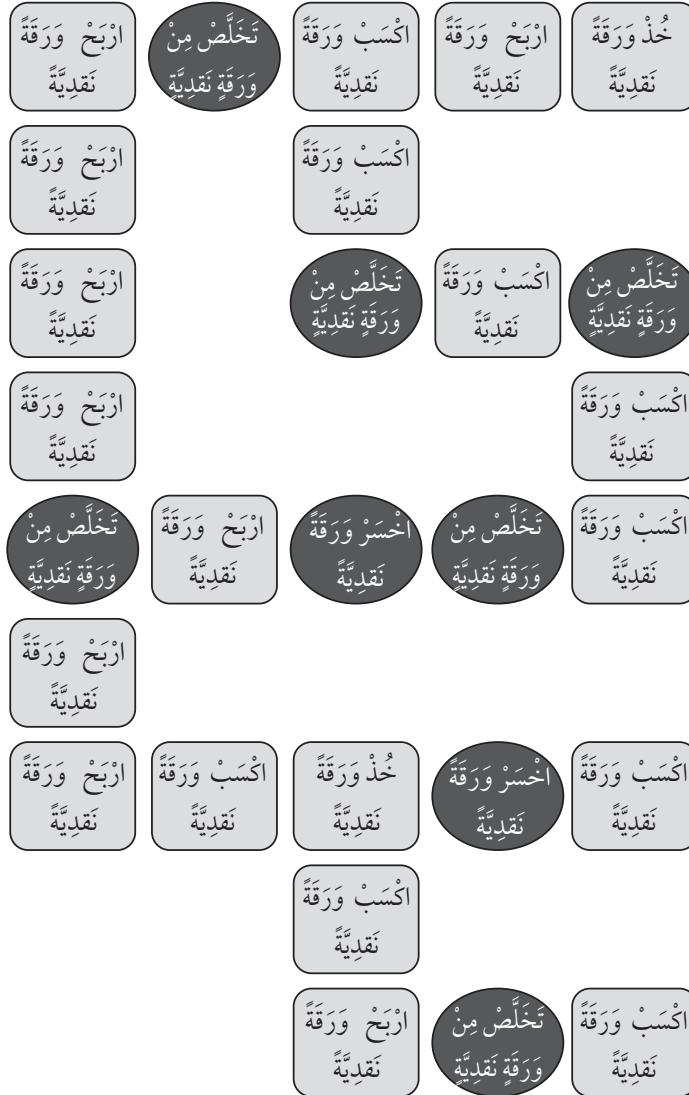 خُذْ وَرَقَةً
نَقدِيَّةً
ارْبَحْ وَرَقَةً
نَقدِيَّةً
اكْسَبْ وَرَقَةً
نَقدِيَّةً
تَخَلَّصْ مِنْ
وَرَقَةٍ نَقدِيَّةٍ
ارْبَحْ وَرَقَةً
نَقدِيَّةً
اكْسَبْ وَرَقَةً
نَقدِيَّةً
ارْبَحْ وَرَقَةً
نَقدِيَّةً
تَخَلَّصْ مِنْ
وَرَقَةٍ نَقدِيَّةٍ
اكْسَبْ وَرَقَةً
نَقدِيَّةً
تَخَلَّصْ مِنْ
وَرَقَةٍ نَقدِيَّةٍ
ارْبَحْ وَرَقَةً
نَقدِيَّةً
اكْسَبْ وَرَقَةً
نَقدِيَّةً
ارْبَحْ وَرَقَةً
نَقدِيَّةً
اكْسَبْ وَرَقَةً
نَقدِيَّةً
تَخَلَّصْ مِنْ
وَرَقَةٍ نَقدِيَّةٍ
اخْسَرْ وَرَقَةً
نَقدِيَّةً
ارْبَحْ وَرَقَةً
نَقدِيَّةً
تَخَلَّصْ مِنْ
وَرَقَةٍ نَقدِيَّةٍ
ارْبَحْ وَرَقَةً
نَقدِيَّةً
اكْسَبْ وَرَقَةً
نَقدِيَّةً
اخْسَرْ وَرَقَةً
نَقدِيَّةً
خُذْ وَرَقَةً
نَقدِيَّةً
اكْسَبْ وَرَقَةً
نَقدِيَّةً
ارْبَحْ وَرَقَةً
نَقدِيَّةً
اكْسَبْ وَرَقَةً
نَقدِيَّةً
اكْسَبْ وَرَقَةً
نَقدِيَّةً
تَخَلَّصْ مِنْ
وَرَقَةٍ نَقدِيَّةٍ
ارْبَحْ وَرَقَةً
نَقدِيَّةً